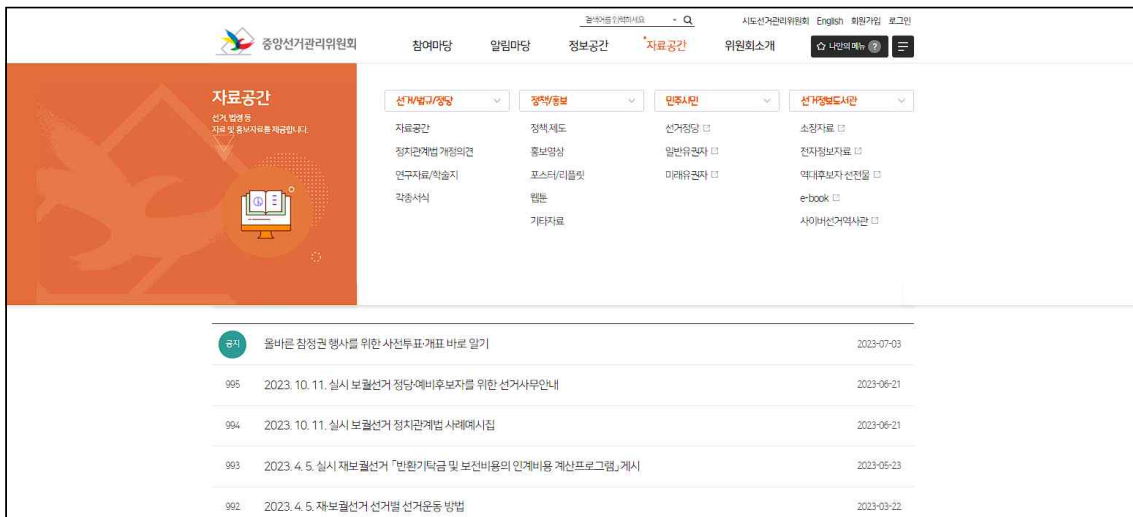 검색어를 입력하세요
시도선거관리위원회 English 회원가입 로그인
중앙선거관리위원회 참여마당 알림마당 정보공간 자료공간 위원회소개 나만의메뉴 ?
자료공간
선거, 법령 등
자료 및 홍보자료를 제공합니다.
선거/법규/정당
자료공간
정치관계법 개정의견
연구자료/학술지
각종서식
정책/홍보
정책,제도
홍보영상
포스터/리플릿
웹툰
기타자료
민주시민
선거정당
일반유권자
미래유권자
선거정보도서관
소장자료
전자정보자료
역대후보자 선전물
e-book
사이버선거역사관
공지 올바른 참정권 행사를 위한 사전투표·개표 바로 알기 2023-07-03
995 2023. 10. 11. 실시 보궐선거 정당·예비후보자를 위한 선거사무안내 2023-06-21
994 2023. 10. 11. 실시 보궐선거 정치관계법 사례예시집 2023-06-21
993 2023. 4. 5. 실시 재보궐선거 「반환기탁금 및 보전비용의 인계비용 계산프로그램」 게시 2023-05-23
992 2023. 4. 5. 재·보궐선거 선거별 선거운동 방법 2023-03-22